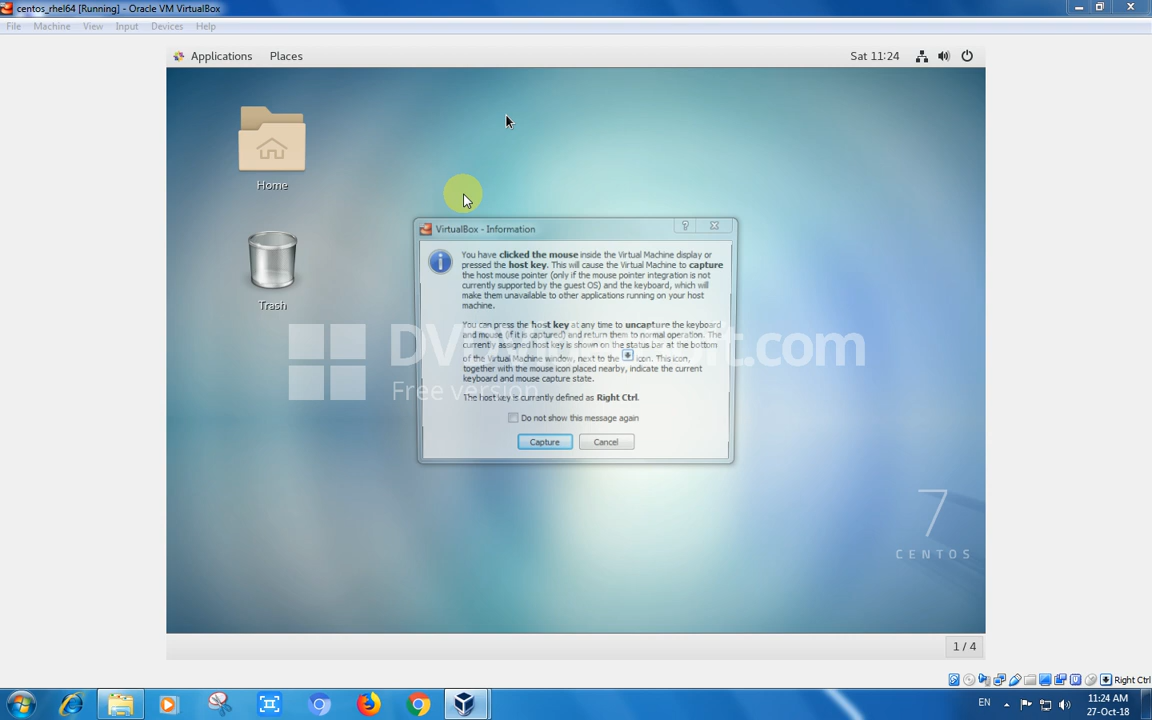 centos_rhel64 [Running] - Oracle VM VirtualBox
File Machine View Input Devices Help
Applications Places Sat 11:24
Home
Trash
VirtualBox - Information
You have clicked the mouse inside the Virtual Machine display or
pressed the host key. This will cause the Virtual Machine to capture
the host mouse pointer (only if the mouse pointer integration is not
currently supported by the guest OS) and the keyboard, which will
make them unavailable to other applications running on your host
machine.
You can press the host key at any time to uncapture the keyboard
and mouse (if it is captured) and return them to normal operation. The
currently assigned host key is shown on the status bar at the bottom
of the Virtual Machine window, next to the icon. This icon,
together with the mouse icon placed nearby, indicate the current
keyboard and mouse capture state.
The host key is currently defined as Right Ctrl.
Do not show this message again
Capture Cancel
Free version
7
CENTOS
1 / 4
Right Ctrl
EN 11:24 AM
27-Oct-18